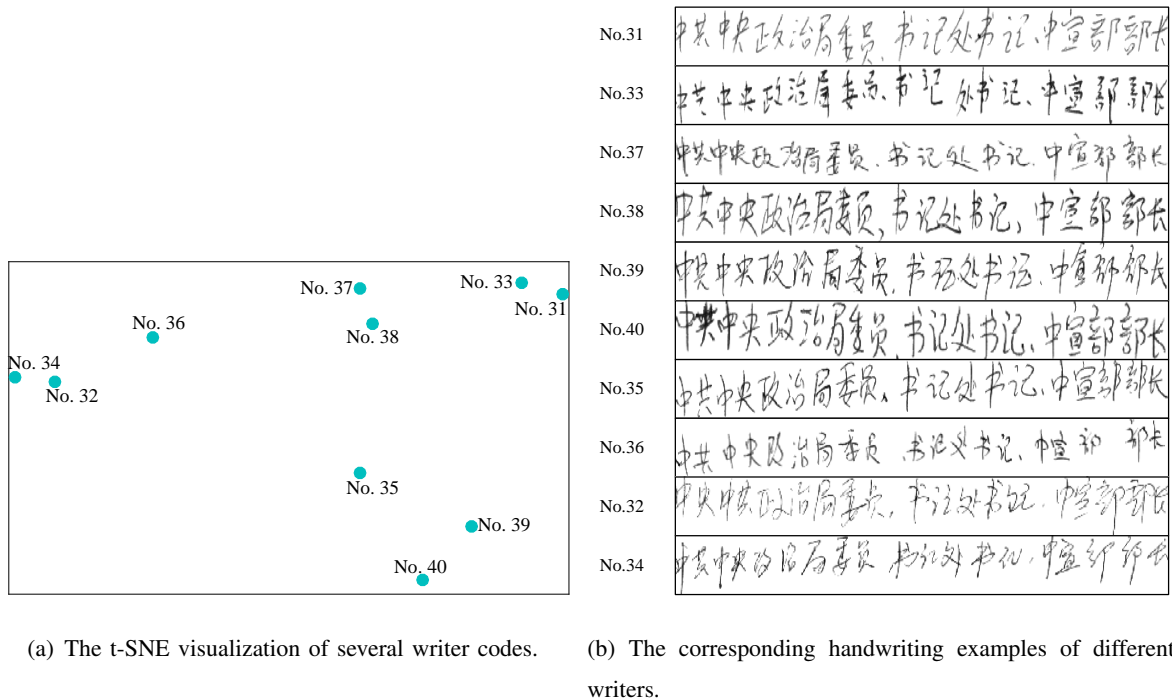 No. 37
No. 33
No. 31
No. 36
No. 38
No. 34
No. 32
No. 35
No. 39
No. 40
(a) The t-SNE visualization of several writer codes.
No.31 中共中央政治局委员,书记处书记、中宣部部长
No.33 中共中央政治局委员、书记处书记、中宣部部长
No.37 中共中央政治局委员、书记处书记.中宣部部长
No.38 中共中央政治局委员,书记处书记,中宣部部长
No.39 中共中央政治局委员,书记处书记、中宣部部长
No.40 中共中央政治局委员,书记处书记、中宣部部长
No.35 中共中央政治局委员、书记处书记、中宣部部长
No.36 中共中央政治局委员 、书记处书记、中宣部 部长
No.32 中央中共政治局委员,书记处书记.中宣部部长
No.34 中共中央政治局委员 书记处书记,中宣部部长
(b) The corresponding handwriting examples of different
writers.